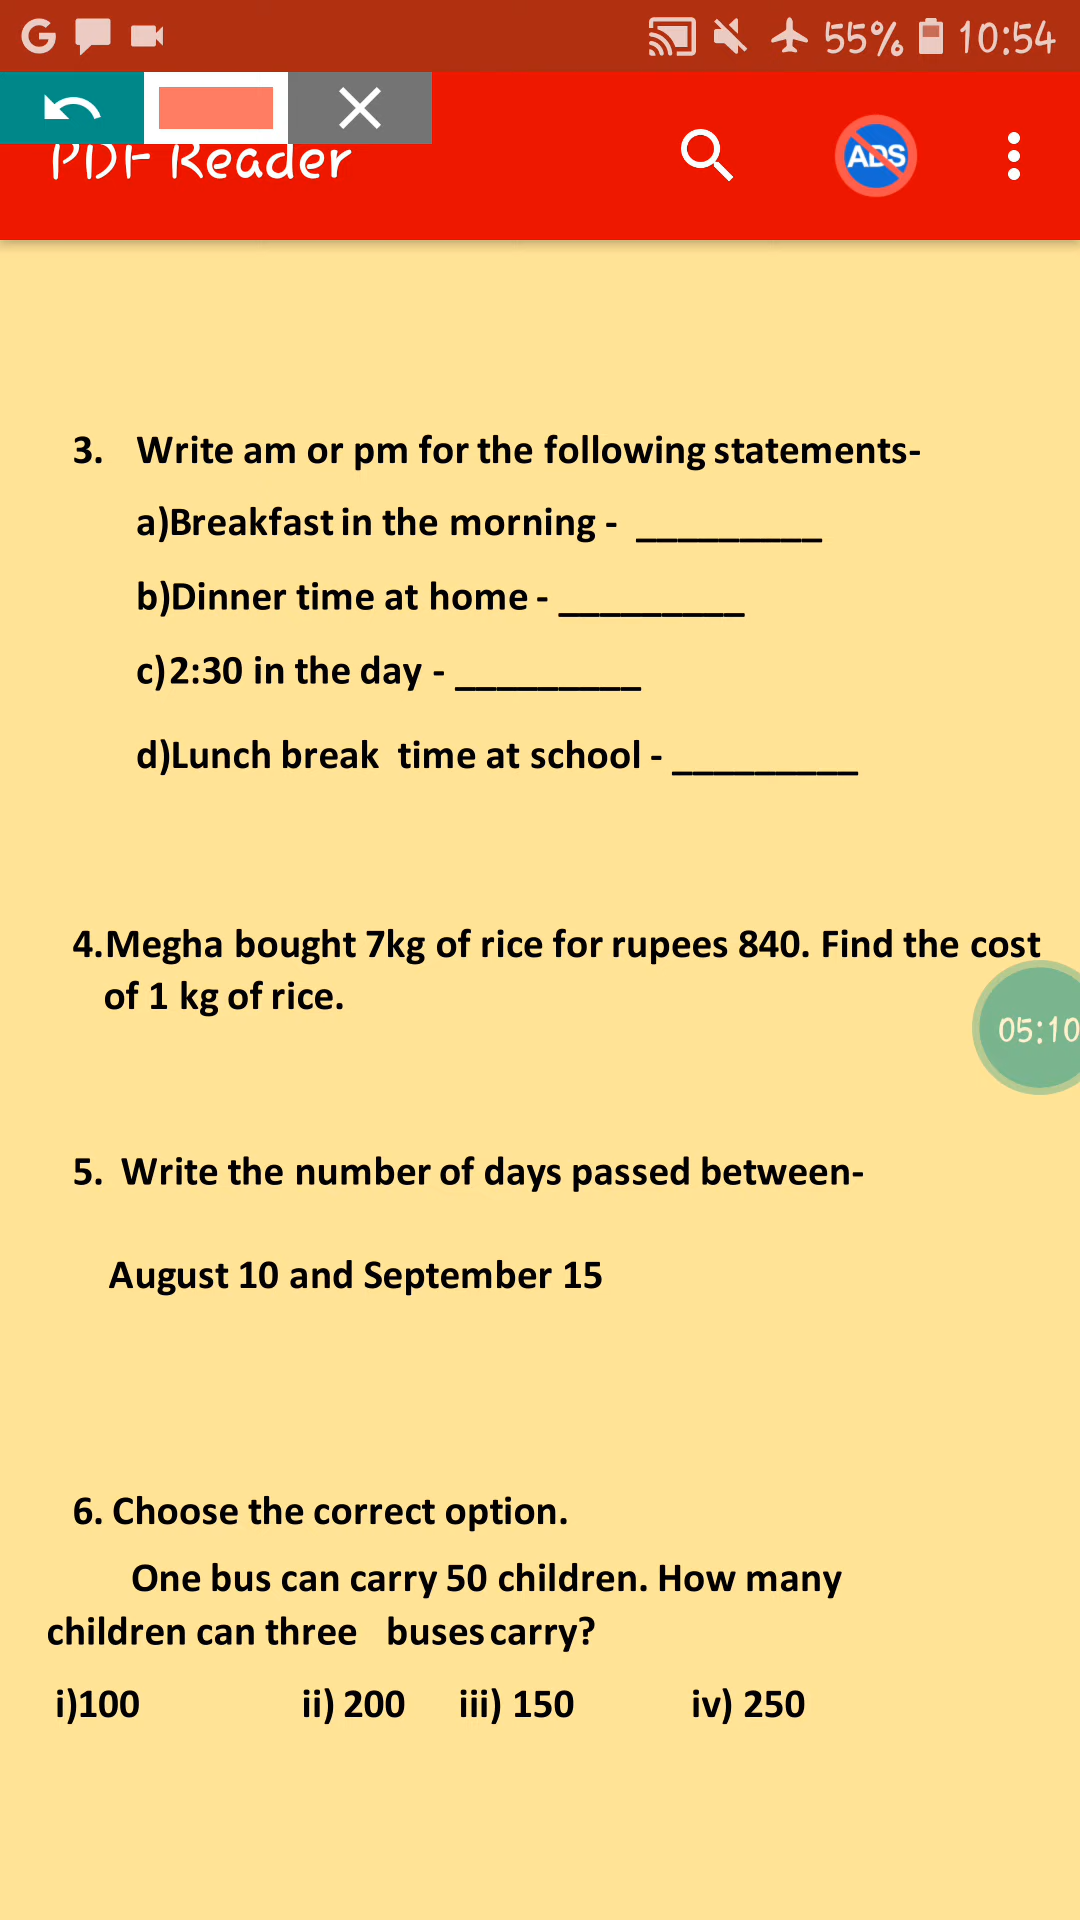 G 55% 10:54
PDF Reader ADS
3. Write am or pm for the following statements-
a)Breakfast in the morning - _________
b)Dinner time at home - _________
c)2:30 in the day - _________
d)Lunch break time at school - _________
4.Megha bought 7kg of rice for rupees 840. Find the cost
of 1 kg of rice.
05:10
5. Write the number of days passed between-
August 10 and September 15
6. Choose the correct option.
One bus can carry 50 children. How many
children can three buses carry?
i)100 ii) 200 iii) 150 iv) 250